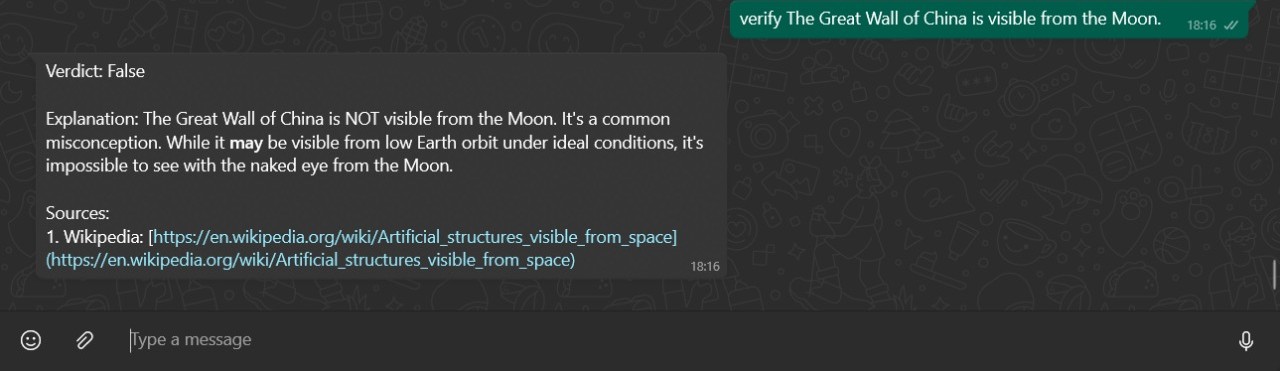 verify The Great Wall of China is visible from the Moon.
18:16
Verdict: False
Explanation: The Great Wall of China is NOT visible from the Moon. It's a common
misconception. While it may be visible from low Earth orbit under ideal conditions, it's
impossible to see with the naked eye from the Moon.
Sources:
1. Wikipedia: [https://en.wikipedia.org/wiki/Artificial_structures_visible_from_space]
(https://en.wikipedia.org/wiki/Artificial_structures_visible_from_space)
18:16
Type a message